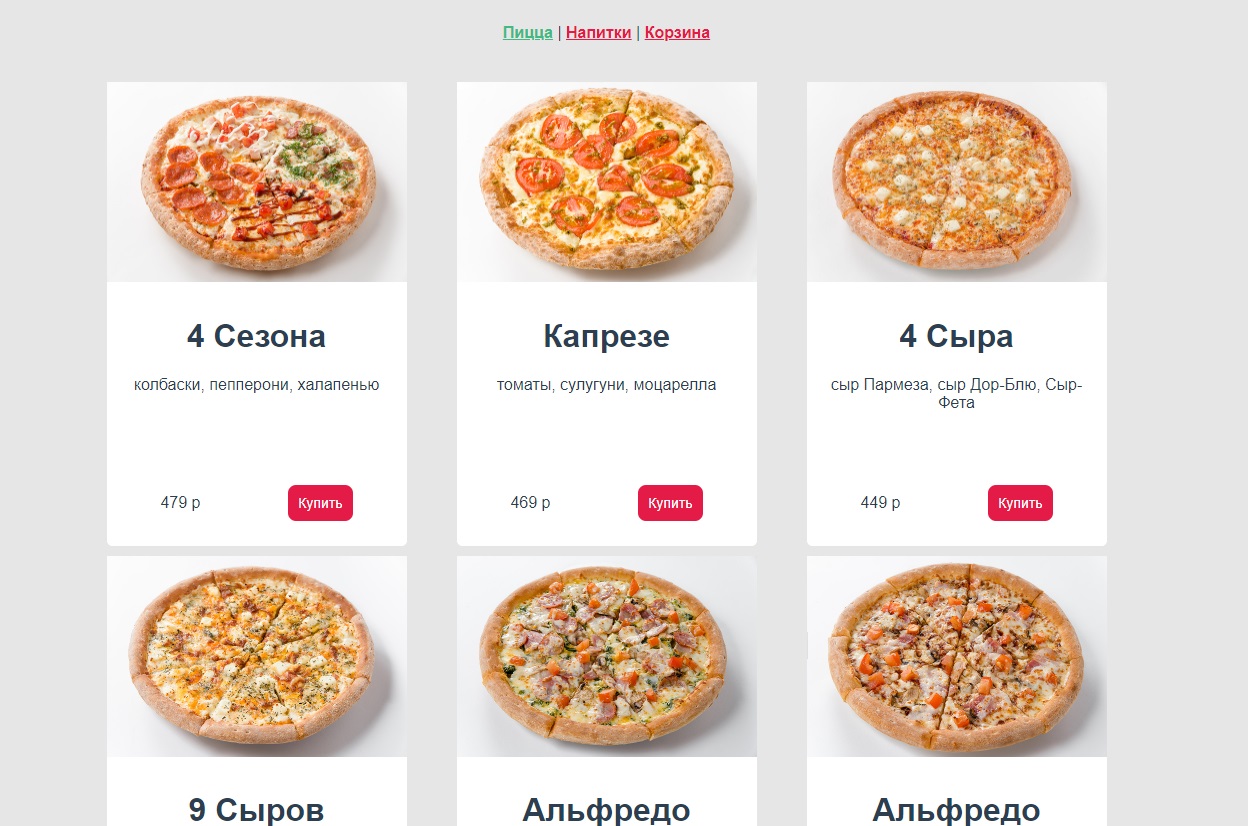 Пицца | Напитки | Корзина
4 Сезона
колбаски, пепперони, халапенью
479 р
Купить
Капрезе
томаты, сулугуни, моцарелла
469 р
Купить
4 Сыра
сыр Пармеза, сыр Дор-Блю, Сыр-
Фета
449 р
Купить
9 Сыров
Альфредо
Альфредо